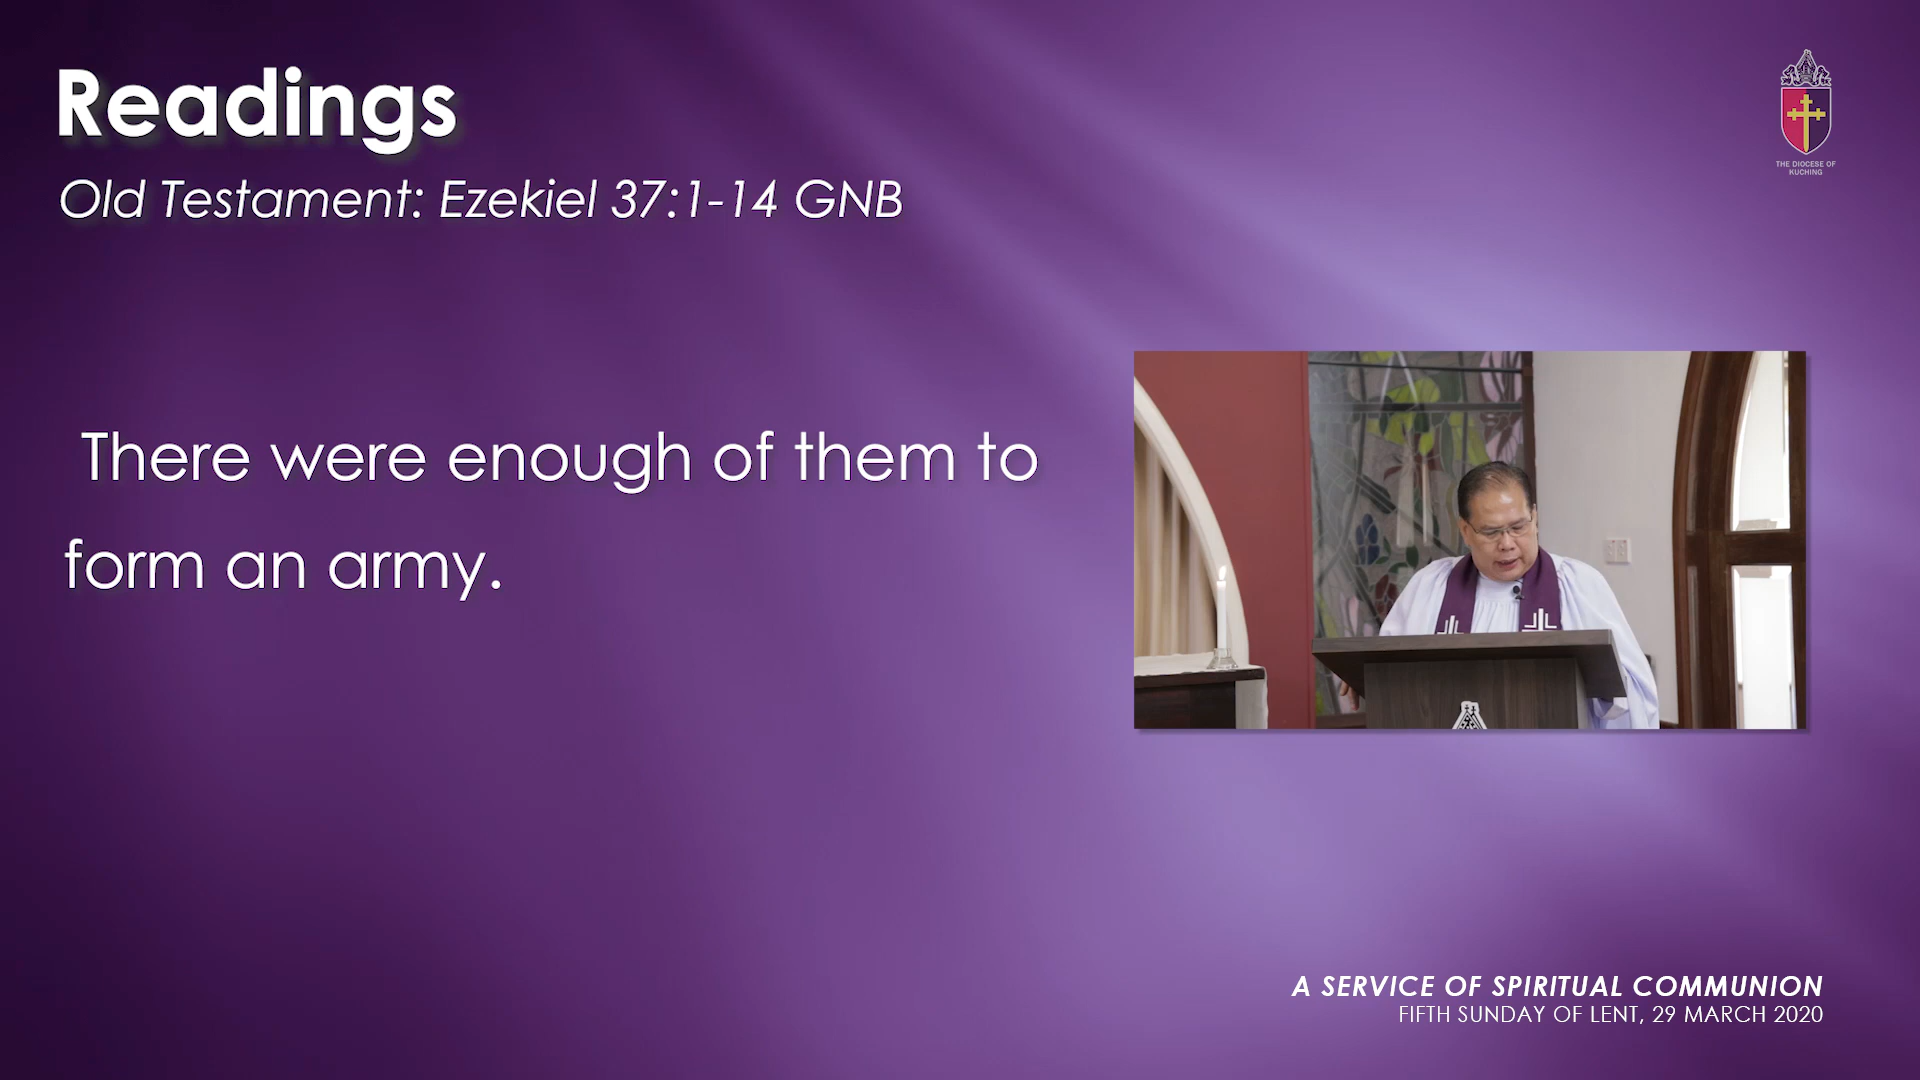 Readings
Old Testament: Ezekiel 37:1-14 GNB
THE DIOCESE OF
KUCHING
There were enough of them to
form an army.
A SERVICE OF SPIRITUAL COMMUNION
FIFTH SUNDAY OF LENT, 29 MARCH 2020